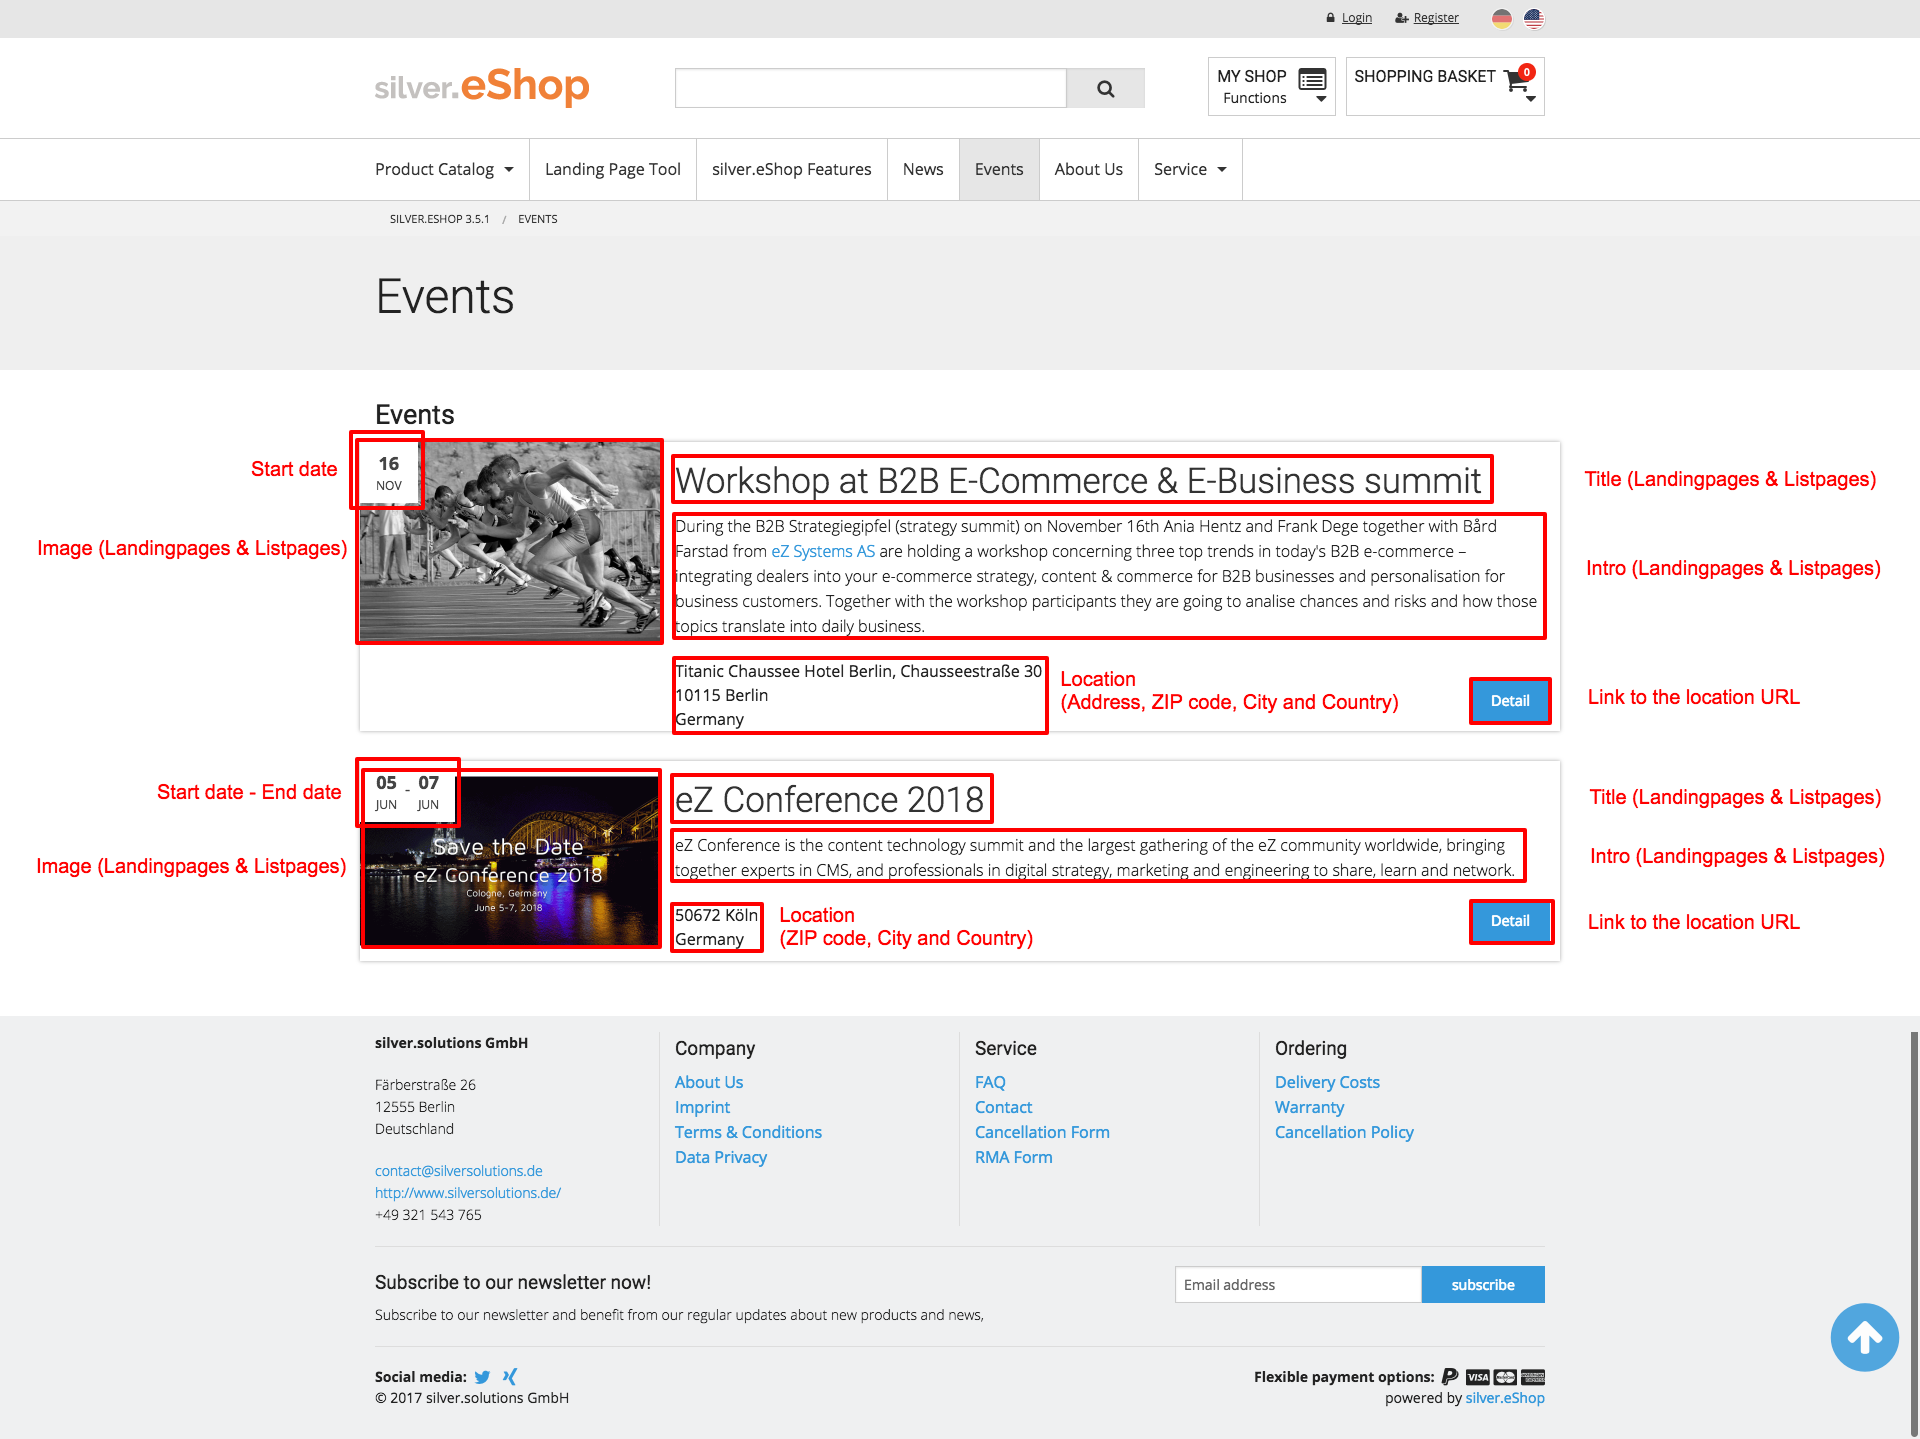 Login Register
silver.eShop
MY SHOP
Functions
SHOPPING BASKET 0
Product Catalog Landing Page Tool silver.eShop Features News Events About Us Service
SILVER.ESHOP 3.5.1 / EVENTS
Events
Events
Start date
16
NOV
Image (Landingpages & Listpages)
Workshop at B2B E-Commerce & E-Business summit
Title (Landingpages & Listpages)
During the B2B Strategiegipfel (strategy summit) on November 16th Ania Hentz and Frank Dege together with Bård
Farstad from eZ Systems AS are holding a workshop concerning three top trends in today's B2B e-commerce –
integrating dealers into your e-commerce strategy, content & commerce for B2B businesses and personalisation for
business customers. Together with the workshop participants they are going to analise chances and risks and how those
topics translate into daily business.
Intro (Landingpages & Listpages)
Titanic Chaussee Hotel Berlin, Chausseestraße 30
10115 Berlin
Germany
Location
(Address, ZIP code, City and Country)
Detail
Link to the location URL
Start date - End date
05 - 07
JUN JUN
Image (Landingpages & Listpages)
Save the Date
eZ Conference 2018
Cologne, Germany
June 5-7, 2018
eZ Conference 2018
Title (Landingpages & Listpages)
eZ Conference is the content technology summit and the largest gathering of the eZ community worldwide, bringing
together experts in CMS, and professionals in digital strategy, marketing and engineering to share, learn and network.
Intro (Landingpages & Listpages)
50672 Köln
Germany
Location
(ZIP code, City and Country)
Detail
Link to the location URL
silver.solutions GmbH
Färberstraße 26
12555 Berlin
Deutschland
contact@silversolutions.de
http://www.silversolutions.de/
+49 321 543 765
Company
About Us
Imprint
Terms & Conditions
Data Privacy
Service
FAQ
Contact
Cancellation Form
RMA Form
Ordering
Delivery Costs
Warranty
Cancellation Policy
Subscribe to our newsletter now!
Subscribe to our newsletter and benefit from our regular updates about new products and news,
Email address subscribe
Social media:
© 2017 silver.solutions GmbH
Flexible payment options: VISA
powered by silver.eShop